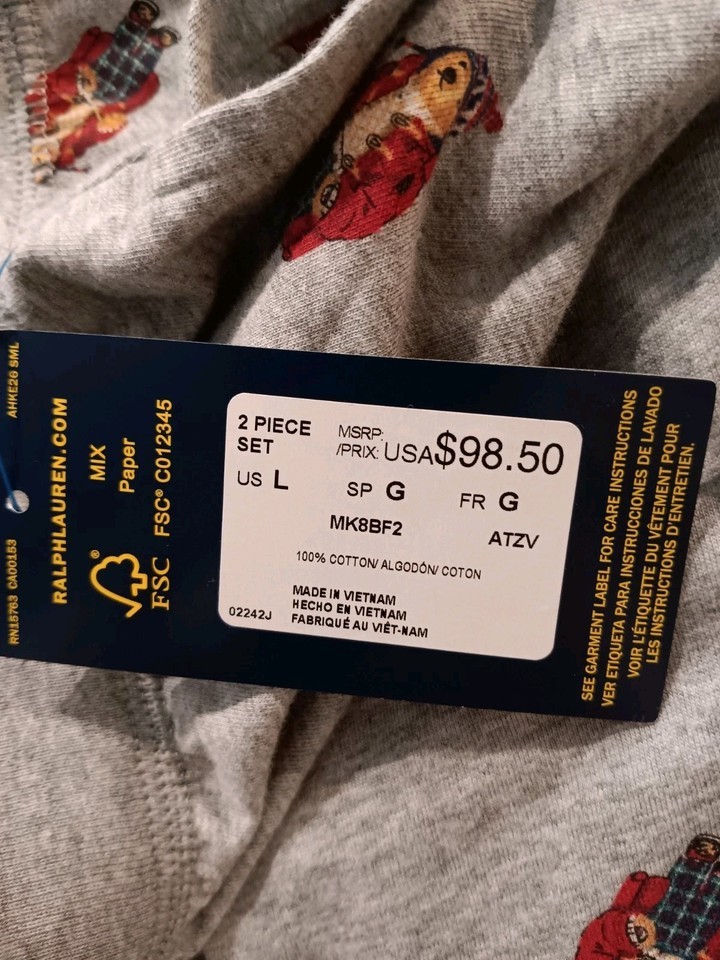 AHKE26 SML
RN15763 CA00153
RALPHLAUREN.COM
MIX
Paper
FSC® C012345
®
FSC
2 PIECE
SET
MSRP:
/PRIX: USA$98.50
US L
SP G
FR G
MK8BF2
ATZV
100% COTTON/ ALGODÓN/ COTON
MADE IN VIETNAM
HECHO EN VIETNAM
02242J
FABRIQUÉ AU VIÊT-NAM
SEE GARMENT LABEL FOR CARE INSTRUCTIONS
VER ETIQUETA PARA INSTRUCCIONES DE LAVADO
VOIR L'ÉTIQUETTE DU VÊTEMENT POUR
LES INSTRUCTIONS D'ENTRETIEN.